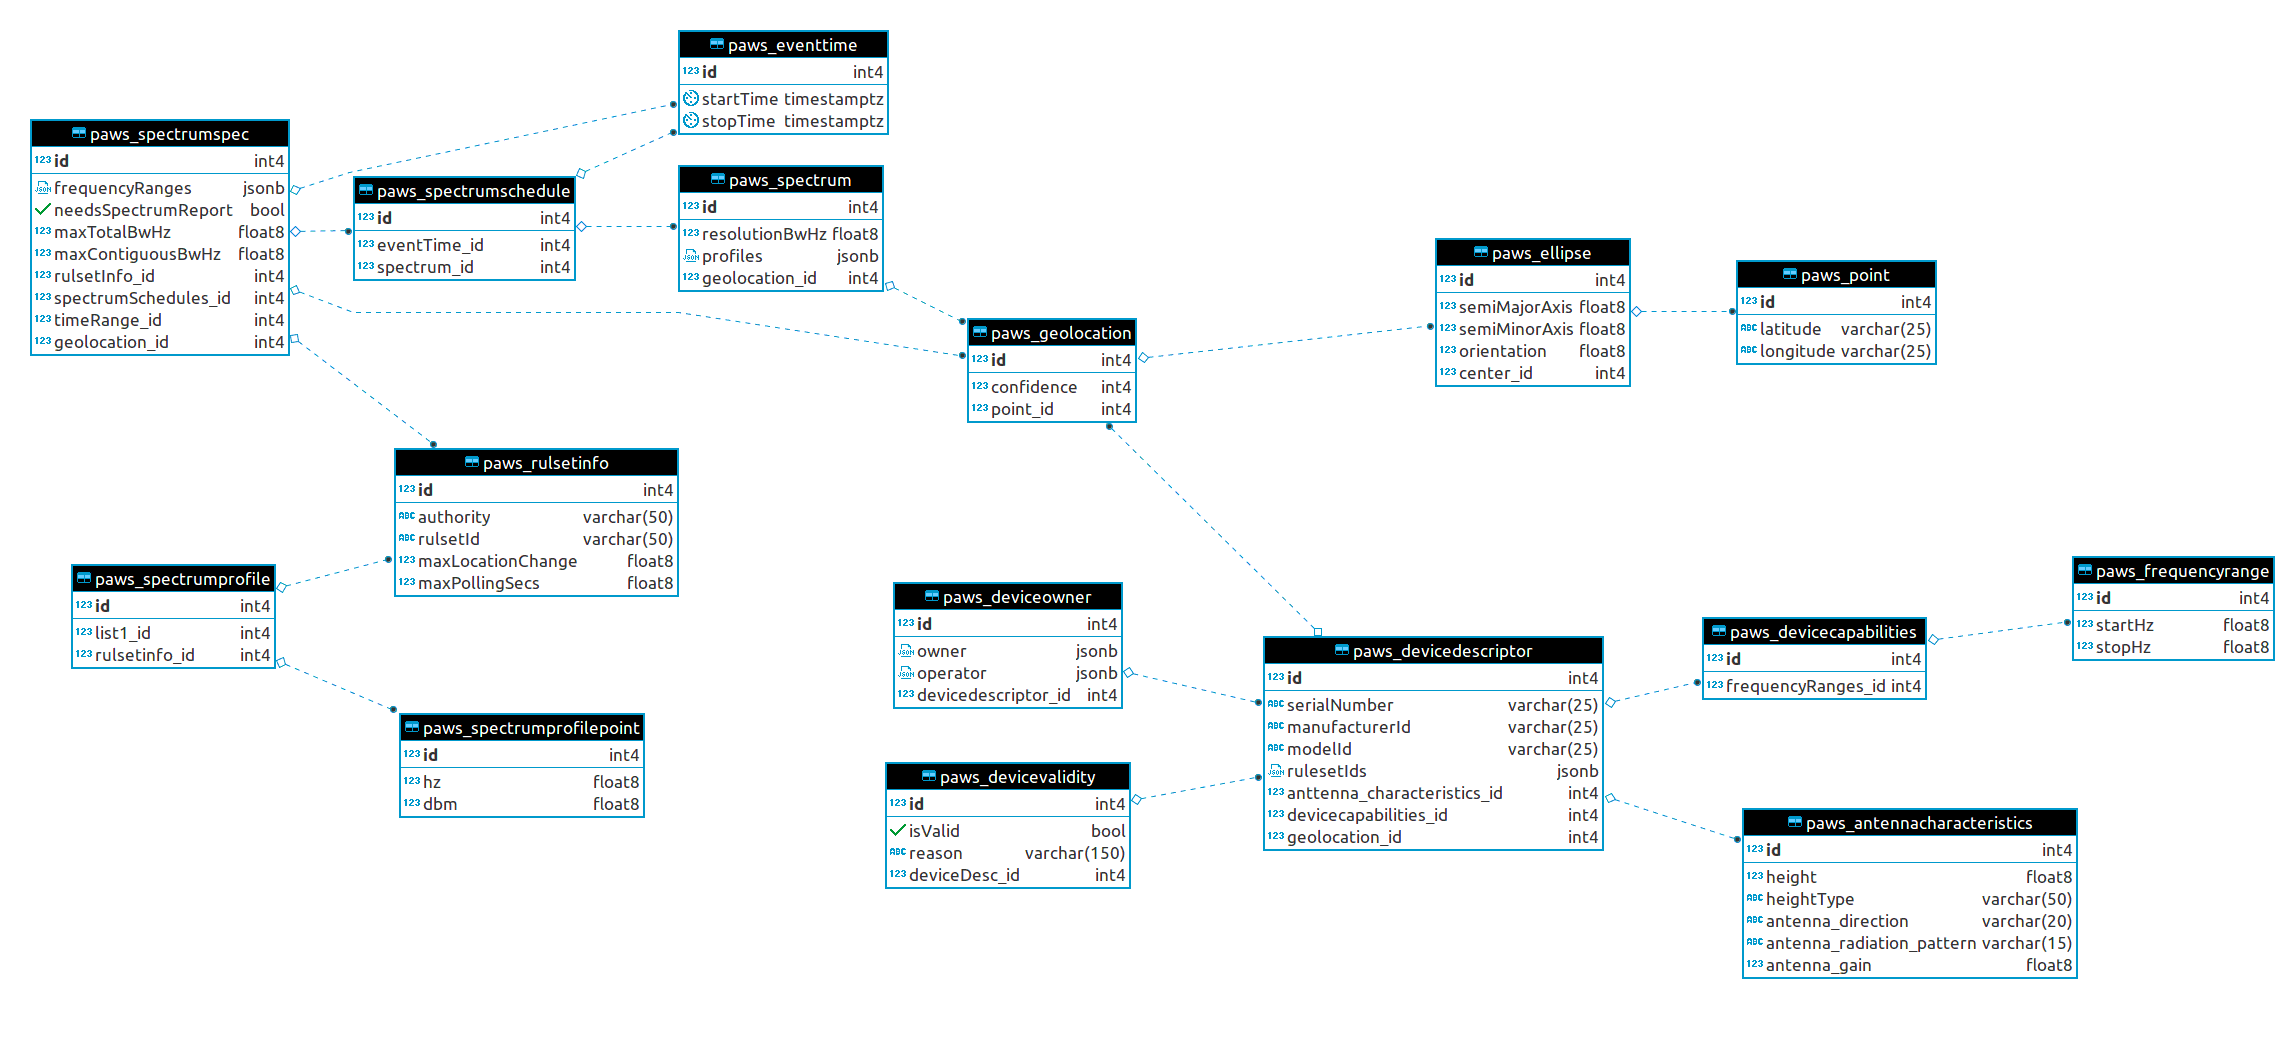 paws_eventtime
123 id int4
startTime timestamptz
stopTime timestamptz
paws_spectrumspec
123 id int4
JSON frequencyRanges jsonb
needsSpectrumReport bool
123 maxTotalBwHz float8
123 maxContiguousBwHz float8
123 rulsetInfo_id int4
123 spectrumSchedules_id int4
123 timeRange_id int4
123 geolocation_id int4
paws_spectrumschedule
123 id int4
123 eventTime_id int4
123 spectrum_id int4
paws_spectrum
123 id int4
123 resolutionBwHz float8
JSON profiles jsonb
123 geolocation_id int4
paws_ellipse
123 id int4
123 semiMajorAxis float8
123 semiMinorAxis float8
123 orientation float8
123 center_id int4
paws_point
123 id int4
ABC latitude varchar(25)
ABC longitude varchar(25)
paws_geolocation
123 id int4
123 confidence int4
123 point_id int4
paws_rulsetinfo
123 id int4
ABC authority varchar(50)
ABC rulsetId varchar(50)
123 maxLocationChange float8
123 maxPollingSecs float8
paws_spectrumprofile
123 id int4
123 list1_id int4
123 rulsetinfo_id int4
paws_spectrumprofilepoint
123 id int4
123 hz float8
123 dbm float8
paws_deviceowner
123 id int4
JSON owner jsonb
JSON operator jsonb
123 devicedescriptor_id int4
paws_devicevalidity
123 id int4
isValid bool
ABC reason varchar(150)
123 deviceDesc_id int4
paws_devicedescriptor
123 id int4
ABC serialNumber varchar(25)
ABC manufacturerId varchar(25)
ABC modelId varchar(25)
JSON rulesetIds jsonb
123 anttenna_characteristics_id int4
123 devicecapabilities_id int4
123 geolocation_id int4
paws_devicecapabilities
123 id int4
123 frequencyRanges_id int4
paws_frequencyrange
123 id int4
123 startHz float8
123 stopHz float8
paws_antennacharacteristics
123 id int4
123 height float8
ABC heightType varchar(50)
ABC antenna_direction varchar(20)
ABC antenna_radiation_pattern varchar(15)
123 antenna_gain float8